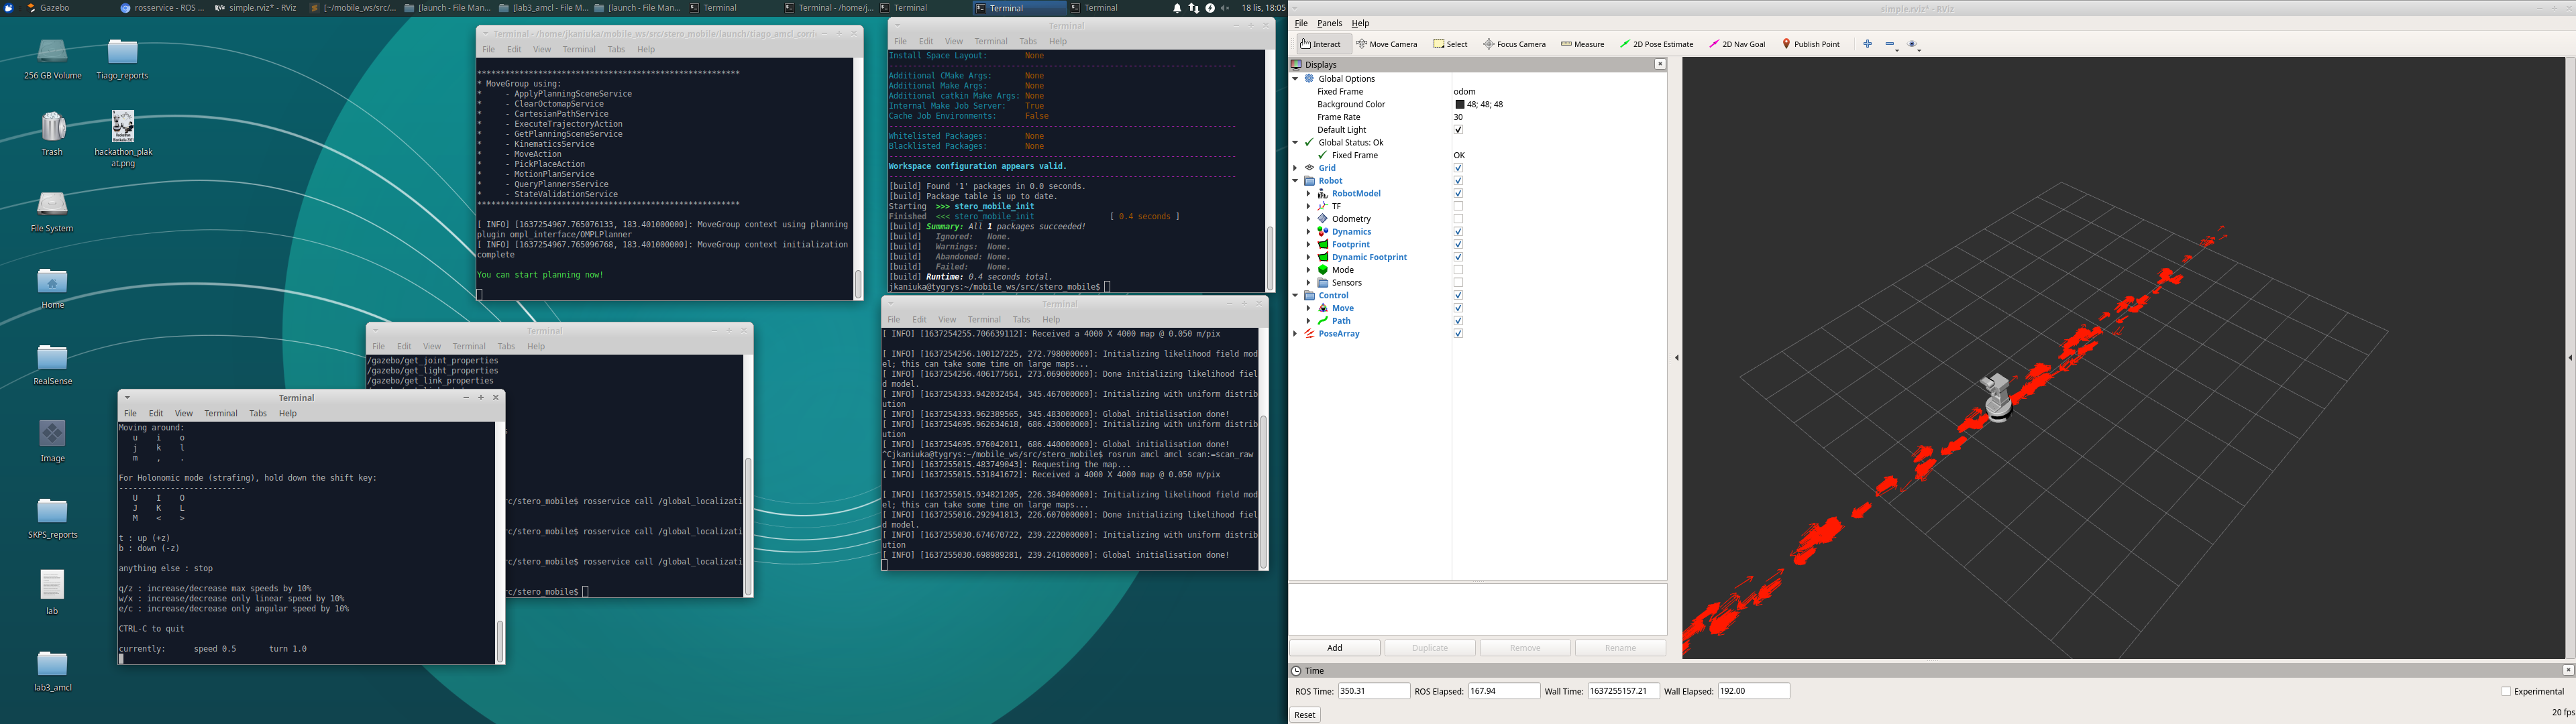 Gazebo
rosservice - ROS ...
simple.rviz* - RViz
[~/mobile_ws/src/...
[launch - File Man...
[lab3_amcl - File M...
[launch - File Man...
Terminal
Terminal - /home/j...
Terminal
Terminal
Terminal
18 lis, 18:05
256 GB Volume
Tiago_reports
Trash
hackathon_plak
at.png
File System
Home
RealSense
Image
SKPS_reports
lab
lab3_amcl
Terminal - /home/jkaniuka/mobile_ws/src/stero_mobile/launch/tiago_amcl_corri
File Edit View Terminal Tabs Help
********************************************************
* MoveGroup using:
* - ApplyPlanningSceneService
* - ClearOctomapService
* - CartesianPathService
* - ExecuteTrajectoryAction
* - GetPlanningSceneService
* - KinematicsService
* - MoveAction
* - PickPlaceAction
* - MotionPlanService
* - QueryPlannersService
* - StateValidationService
********************************************************
[ INFO] [1637254967.765076133, 183.401000000]: MoveGroup context using planning
plugin ompl_interface/OMPLPlanner
[ INFO] [1637254967.765096768, 183.401000000]: MoveGroup context initialization
complete
You can start planning now!
Terminal
File Edit View Terminal Tabs Help
/gazebo/get_joint_properties
/gazebo/get_light_properties
/gazebo/get_link_properties
rc/stero_mobile$ rosservice call /global_localizati
rc/stero_mobile$ rosservice call /global_localizati
rc/stero_mobile$ rosservice call /global_localizati
rc/stero_mobile$
Terminal
File Edit View Terminal Tabs Help
Moving around:
u i o
j k l
m , .
For Holonomic mode (strafing), hold down the shift key:
---------------------------
U I O
J K L
M < >
t : up (+z)
b : down (-z)
anything else : stop
q/z : increase/decrease max speeds by 10%
w/x : increase/decrease only linear speed by 10%
e/c : increase/decrease only angular speed by 10%
CTRL-C to quit
currently: speed 0.5 turn 1.0
Terminal
File Edit View Terminal Tabs Help
Install Space Layout: None
Additional CMake Args: None
Additional Make Args: None
Additional catkin Make Args: None
Internal Make Job Server: True
Cache Job Environments: False
Whitelisted Packages: None
Blacklisted Packages: None
Workspace configuration appears valid.
[build] Found '1' packages in 0.0 seconds.
[build] Package table is up to date.
Starting >>> stero_mobile_init
Finished <<< stero_mobile_init [ 0.4 seconds ]
[build] Summary: All 1 packages succeeded!
[build] Ignored: None.
[build] Warnings: None.
[build] Abandoned: None.
[build] Failed: None.
[build] Runtime: 0.4 seconds total.
jkaniuka@tygrys:~/mobile_ws/src/stero_mobile$
Terminal
File Edit View Terminal Tabs Help
[ INFO] [1637254255.706639112]: Received a 4000 X 4000 map @ 0.050 m/pix
[ INFO] [1637254256.100127225, 272.798000000]: Initializing likelihood field mod
el; this can take some time on large maps...
[ INFO] [1637254256.406177561, 273.069000000]: Done initializing likelihood fiel
d model.
[ INFO] [1637254333.942032454, 345.467000000]: Initializing with uniform distrib
ution
[ INFO] [1637254333.962389565, 345.483000000]: Global initialisation done!
[ INFO] [1637254695.962634618, 686.430000000]: Initializing with uniform distrib
ution
[ INFO] [1637254695.976042011, 686.440000000]: Global initialisation done!
^Cjkaniuka@tygrys:~/mobile_ws/src/stero_mobile$ rosrun amcl amcl scan:=scan_raw
[ INFO] [1637255015.483749043]: Requesting the map...
[ INFO] [1637255015.531841672]: Received a 4000 X 4000 map @ 0.050 m/pix
[ INFO] [1637255015.934821205, 226.384000000]: Initializing likelihood field mod
el; this can take some time on large maps...
[ INFO] [1637255016.292941813, 226.607000000]: Done initializing likelihood fiel
d model.
[ INFO] [1637255030.674670722, 239.222000000]: Initializing with uniform distrib
ution
[ INFO] [1637255030.698989281, 239.241000000]: Global initialisation done!
simple.rviz* - RViz
File Panels Help
Interact Move Camera Select Focus Camera Measure 2D Pose Estimate 2D Nav Goal Publish Point
Displays
Global Options
Fixed Frame odom
Background Color 48; 48; 48
Frame Rate 30
Default Light
Global Status: Ok
Fixed Frame OK
Grid
Robot
RobotModel
TF
Odometry
Dynamics
Footprint
Dynamic Footprint
Mode
Sensors
Control
Move
Path
PoseArray
Add Duplicate Remove Rename
Time
ROS Time: 350.31 ROS Elapsed: 167.94 Wall Time: 1637255157.21 Wall Elapsed: 192.00 Experimental
Reset 20 fps